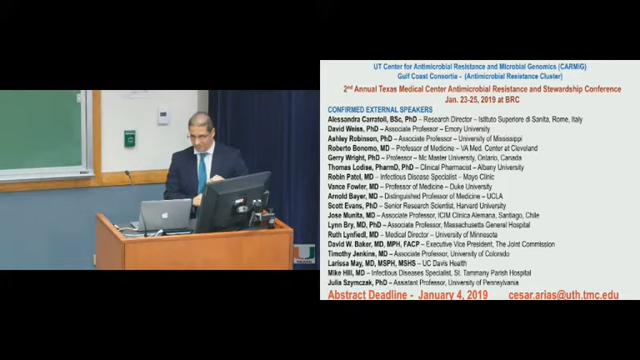 UT Center for Antimicrobial Resistance and Microbial Genomics (CARMiG)
Gulf Coast Consortia - (Antimicrobial Resistance Cluster)
2nd Annual Texas Medical Center Antimicrobial Resistance and Stewardship Conference
Jan. 23-25, 2019 at BRC
CONFIRMED EXTERNAL SPEAKERS
Alessandra Carratoli, BSc, PhD - Research Director - Istituto Superiore di Sanita, Rome, Italy
David Weiss, PhD - Associate Professor - Emory University
Ashley Robinson, PhD - Associate Professor - University of Mississippi
Roberto Bonomo, MD - Professor of Medicine - VA Med. Center at Cleveland
Gerry Wright, PhD - Professor - Mc Master University, Ontario, Canada
Thomas Lodise, PharmD, PhD - Clinical Pharmacist - Albany University
Robin Patel, MD - Infectious Disease Specialist - Mayo Clinic
Vance Fowler, MD - Professor of Medicine - Duke University
Arnold Bayer, MD - Distinguished Professor of Medicine - UCLA
Scott Evans, PhD - Senior Research Scientist, Harvard University
Jose Munita, MD - Associate Professor, ICIM Clinica Alemana, Santiago, Chile
Lynn Bry, MD, PhD - Associate Professor, Massachusetts General Hospital
Ruth Lynfield, MD - Medical Director - University of Minnesota
David W. Baker, MD, MPH, FACP - Executive Vice President, The Joint Commission
Timothy Jenkins, MD - Associate Professor, University of Colorado
Larissa May, MD, MSPH, MSHS - UC Davis Health
Mike Hill, MD - Infectious Diseases Specialist, St. Tammany Parish Hospital
Julia Szymczak, PhD - Assistant Professor, University of Pennsylvania
Abstract Deadline - January 4, 2019 cesar.arias@uth.tmc.edu